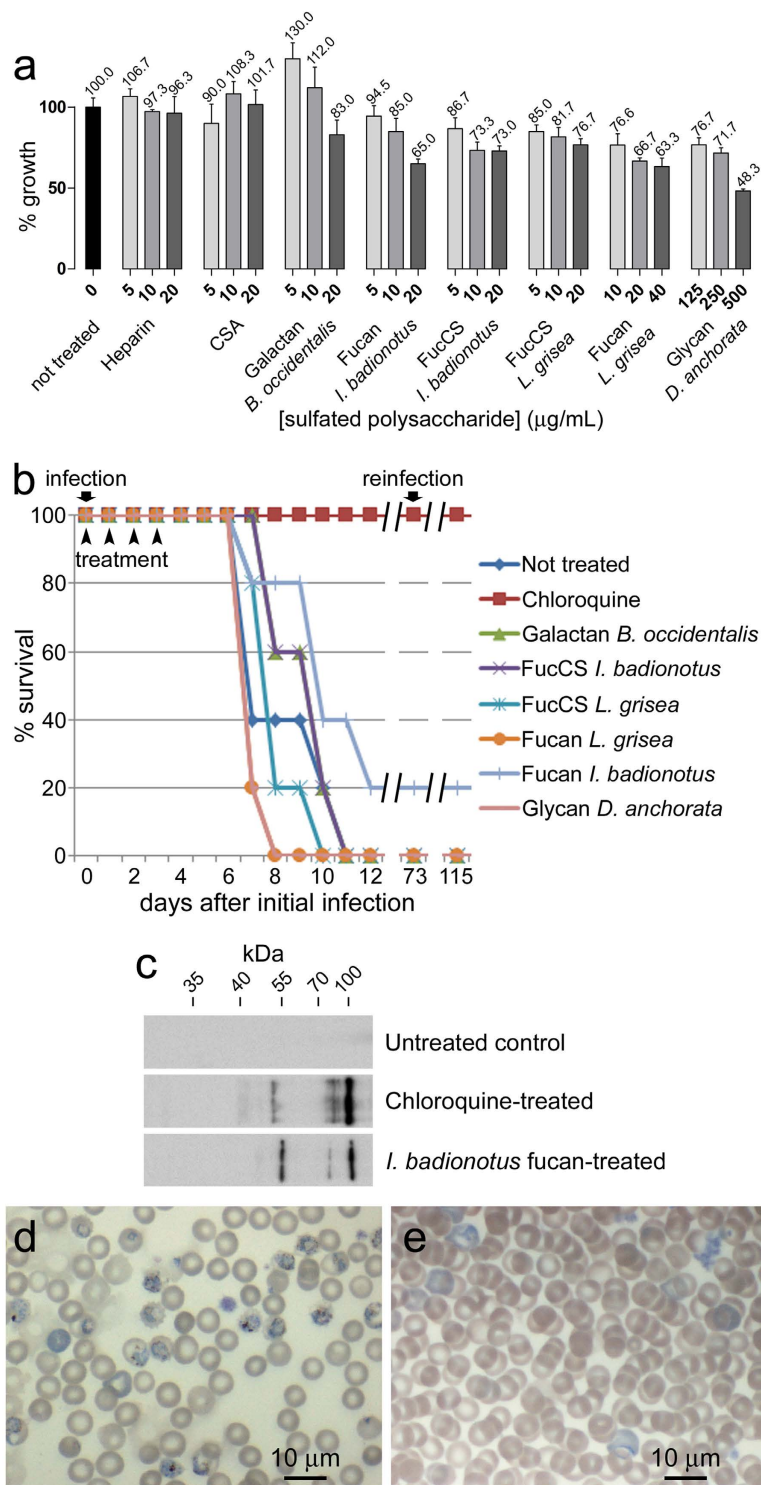 a
% growth
100
50
0
100.0
106.7
97.3
96.3
90.0
108.3
101.7
130.0
112.0
83.0
94.5
85.0
65.0
86.7
73.3
73.0
85.0
81.7
76.7
76.6
66.7
63.3
76.7
71.7
48.3
0 5 10 20 5 10 20 5 10 20 5 10 20 5 10 20 5 10 20 10 20 40 125 250 500
not treated
Heparin
CSA
Galactan
B. occidentalis
Fucan
I. badionotus
FucCS
I. badionotus
FucCS
L. grisea
Fucan
L. grisea
Glycan
D. anchorata
[sulfated polysaccharide] (μg/mL)
b
infection
reinfection
treatment
% survival
100
80
60
40
20
0
0 2 4 6 8 10 12 73 115
days after initial infection
Not treated
Chloroquine
Galactan B. occidentalis
FucCS I. badionotus
FucCS L. grisea
Fucan L. grisea
Fucan I. badionotus
Glycan D. anchorata
c
kDa
35 40 55 70 100
Untreated control
Chloroquine-treated
I. badionotus fucan-treated
d
10 μm
e
10 μm